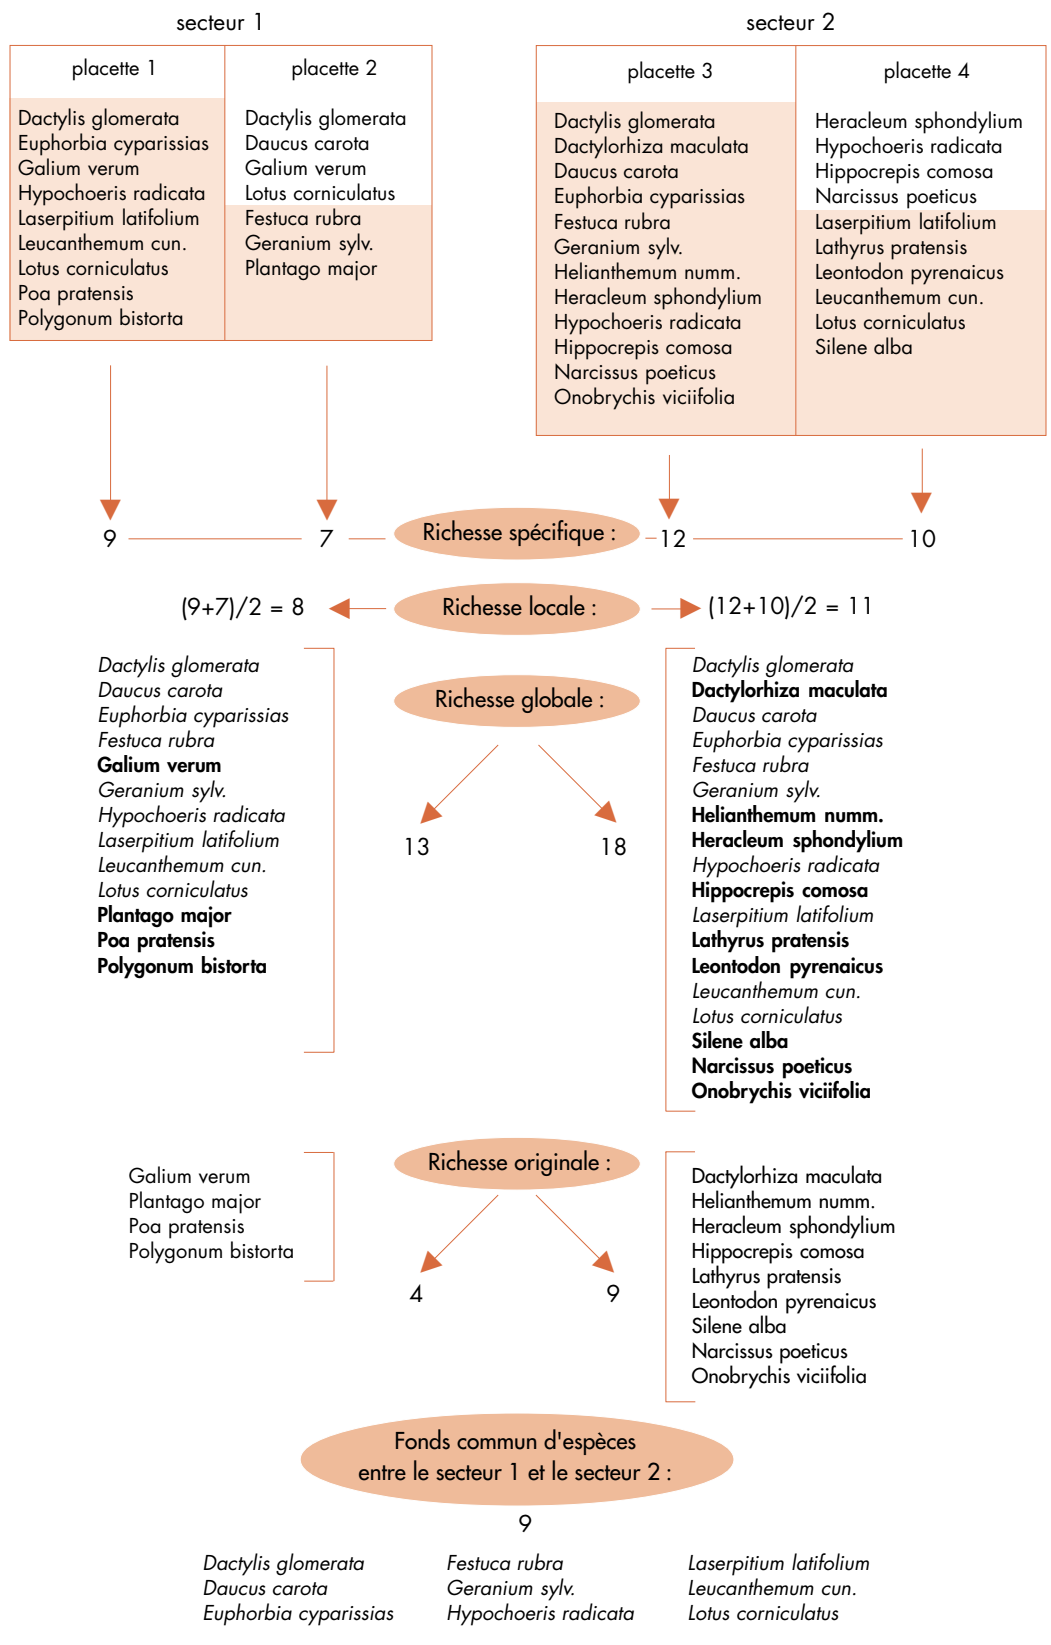 secteur 1
secteur 2
placette 1
placette 2
placette 3
placette 4
Dactylis glomerata
Euphorbia cyparissias
Galium verum
Hypochoeris radicata
Laserpitium latifolium
Leucanthemum cun.
Lotus corniculatus
Poa pratensis
Polygonum bistorta
Dactylis glomerata
Daucus carota
Galium verum
Lotus corniculatus
Festuca rubra
Geranium sylv.
Plantago major
Dactylis glomerata
Dactylorhiza maculata
Daucus carota
Euphorbia cyparissias
Festuca rubra
Geranium sylv.
Helianthemum numm.
Heracleum sphondylium
Hypochoeris radicata
Hippocrepis comosa
Narcissus poeticus
Onobrychis viciifolia
Heracleum sphondylium
Hypochoeris radicata
Hippocrepis comosa
Narcissus poeticus
Laserpitium latifolium
Lathyrus pratensis
Leontodon pyrenaicus
Leucanthemum cun.
Lotus corniculatus
Silene alba
9 7 Richesse spécifique : 12 10
(9+7)/2 = 8 Richesse locale : (12+10)/2 = 11
Dactylis glomerata
Daucus carota
Euphorbia cyparissias
Festuca rubra
Galium verum
Geranium sylv.
Hypochoeris radicata
Laserpitium latifolium
Leucanthemum cun.
Lotus corniculatus
Plantago major
Poa pratensis
Polygonum bistorta
Richesse globale :
13 18
Dactylis glomerata
Dactylorhiza maculata
Daucus carota
Euphorbia cyparissias
Festuca rubra
Geranium sylv.
Helianthemum numm.
Heracleum sphondylium
Hypochoeris radicata
Hippocrepis comosa
Laserpitium latifolium
Lathyrus pratensis
Leontodon pyrenaicus
Leucanthemum cun.
Lotus corniculatus
Silene alba
Narcissus poeticus
Onobrychis viciifolia
Galium verum
Plantago major
Poa pratensis
Polygonum bistorta
Richesse originale :
4 9
Dactylorhiza maculata
Helianthemum numm.
Heracleum sphondylium
Hippocrepis comosa
Lathyrus pratensis
Leontodon pyrenaicus
Silene alba
Narcissus poeticus
Onobrychis viciifolia
Fonds commun d'espèces
entre le secteur 1 et le secteur 2 :
9
Dactylis glomerata Festuca rubra Laserpitium latifolium
Daucus carota Geranium sylv. Leucanthemum cun.
Euphorbia cyparissias Hypochoeris radicata Lotus corniculatus